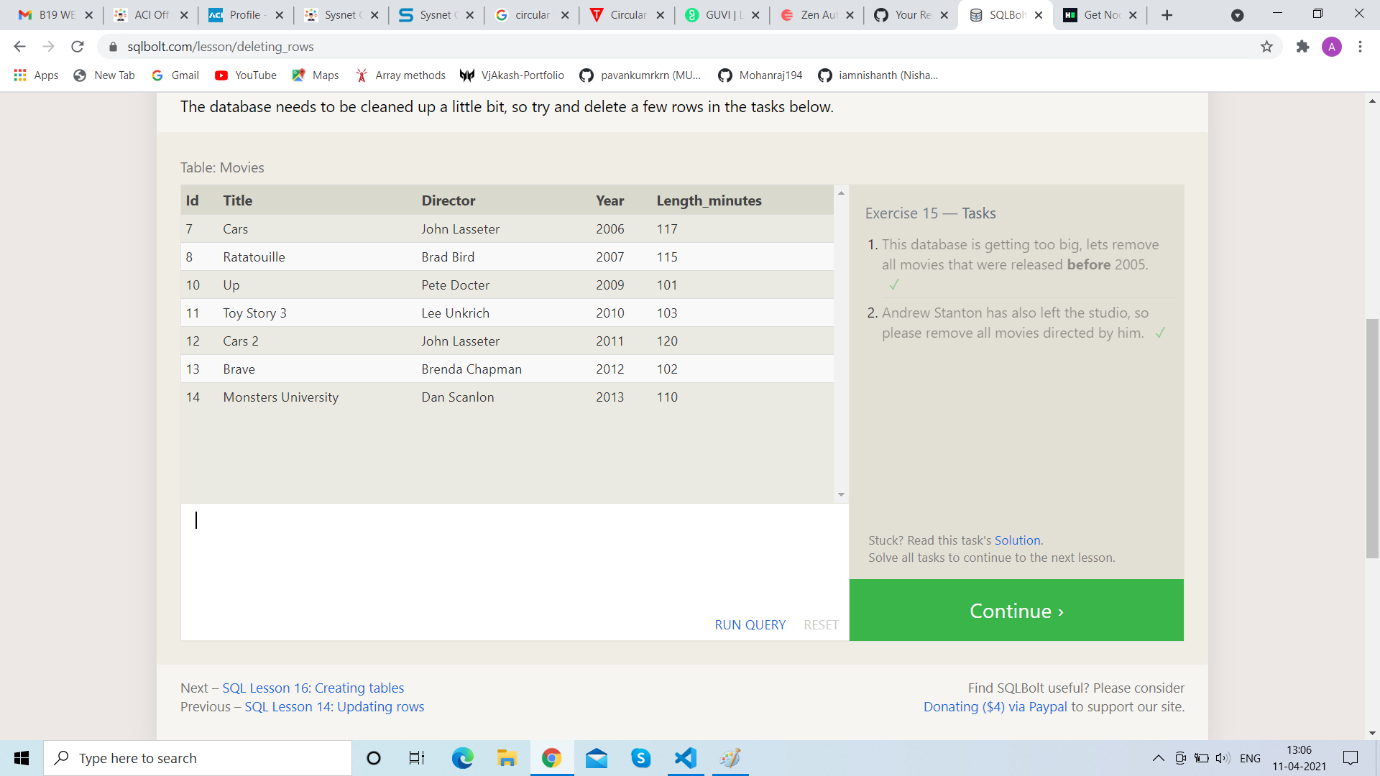 B19 WE
ACI Off
Profile -
Sysnet G
Sysnet G
circular
Circular
GUVI | L
Zen Aut
Your Re
SQLBolt
Get Noc
sqlbolt.com/lesson/deleting_rows
A
Apps
New Tab
Gmail
YouTube
Maps
Array methods
VjAkash-Portfolio
pavankumrkrn (MU...
Mohanraj194
iamnishanth (Nisha...
The database needs to be cleaned up a little bit, so try and delete a few rows in the tasks below.
Table: Movies
Id Title Director Year Length_minutes
7 Cars John Lasseter 2006 117
8 Ratatouille Brad Bird 2007 115
10 Up Pete Docter 2009 101
11 Toy Story 3 Lee Unkrich 2010 103
12 Cars 2 John Lasseter 2011 120
13 Brave Brenda Chapman 2012 102
14 Monsters University Dan Scanlon 2013 110
RUN QUERY RESET
Exercise 15 — Tasks
1. This database is getting too big, lets remove
all movies that were released before 2005.
✓
2. Andrew Stanton has also left the studio, so
please remove all movies directed by him. ✓
Stuck? Read this task's Solution.
Solve all tasks to continue to the next lesson.
Continue ›
Next – SQL Lesson 16: Creating tables
Previous – SQL Lesson 14: Updating rows
Find SQLBolt useful? Please consider
Donating ($4) via Paypal to support our site.
Type here to search
ENG
13:06
11-04-2021